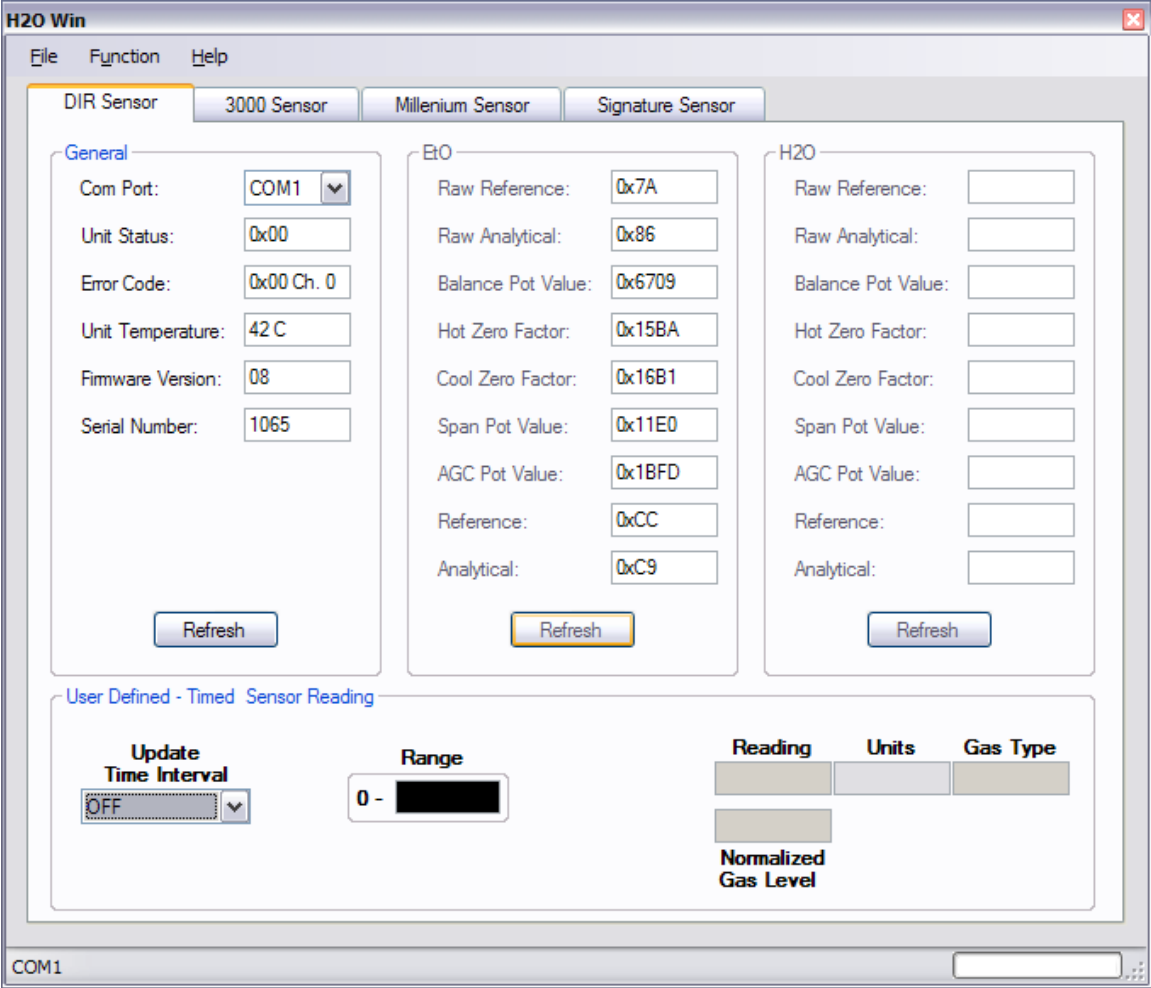 H2O Win
File Function Help
DIR Sensor 3000 Sensor Millenium Sensor Signature Sensor
General
Com Port: COM1
Unit Status: 0x00
Error Code: 0x00 Ch. 0
Unit Temperature: 42 C
Firmware Version: 08
Serial Number: 1065
Refresh
EtO
Raw Reference: 0x7A
Raw Analytical: 0x86
Balance Pot Value: 0x6709
Hot Zero Factor: 0x15BA
Cool Zero Factor: 0x16B1
Span Pot Value: 0x11E0
AGC Pot Value: 0x1BFD
Reference: 0xCC
Analytical: 0xC9
Refresh
H2O
Raw Reference:
Raw Analytical:
Balance Pot Value:
Hot Zero Factor:
Cool Zero Factor:
Span Pot Value:
AGC Pot Value:
Reference:
Analytical:
Refresh
User Defined - Timed Sensor Reading
Update
Time Interval
OFF
Range
0 -
Reading Units Gas Type
Normalized
Gas Level
COM1